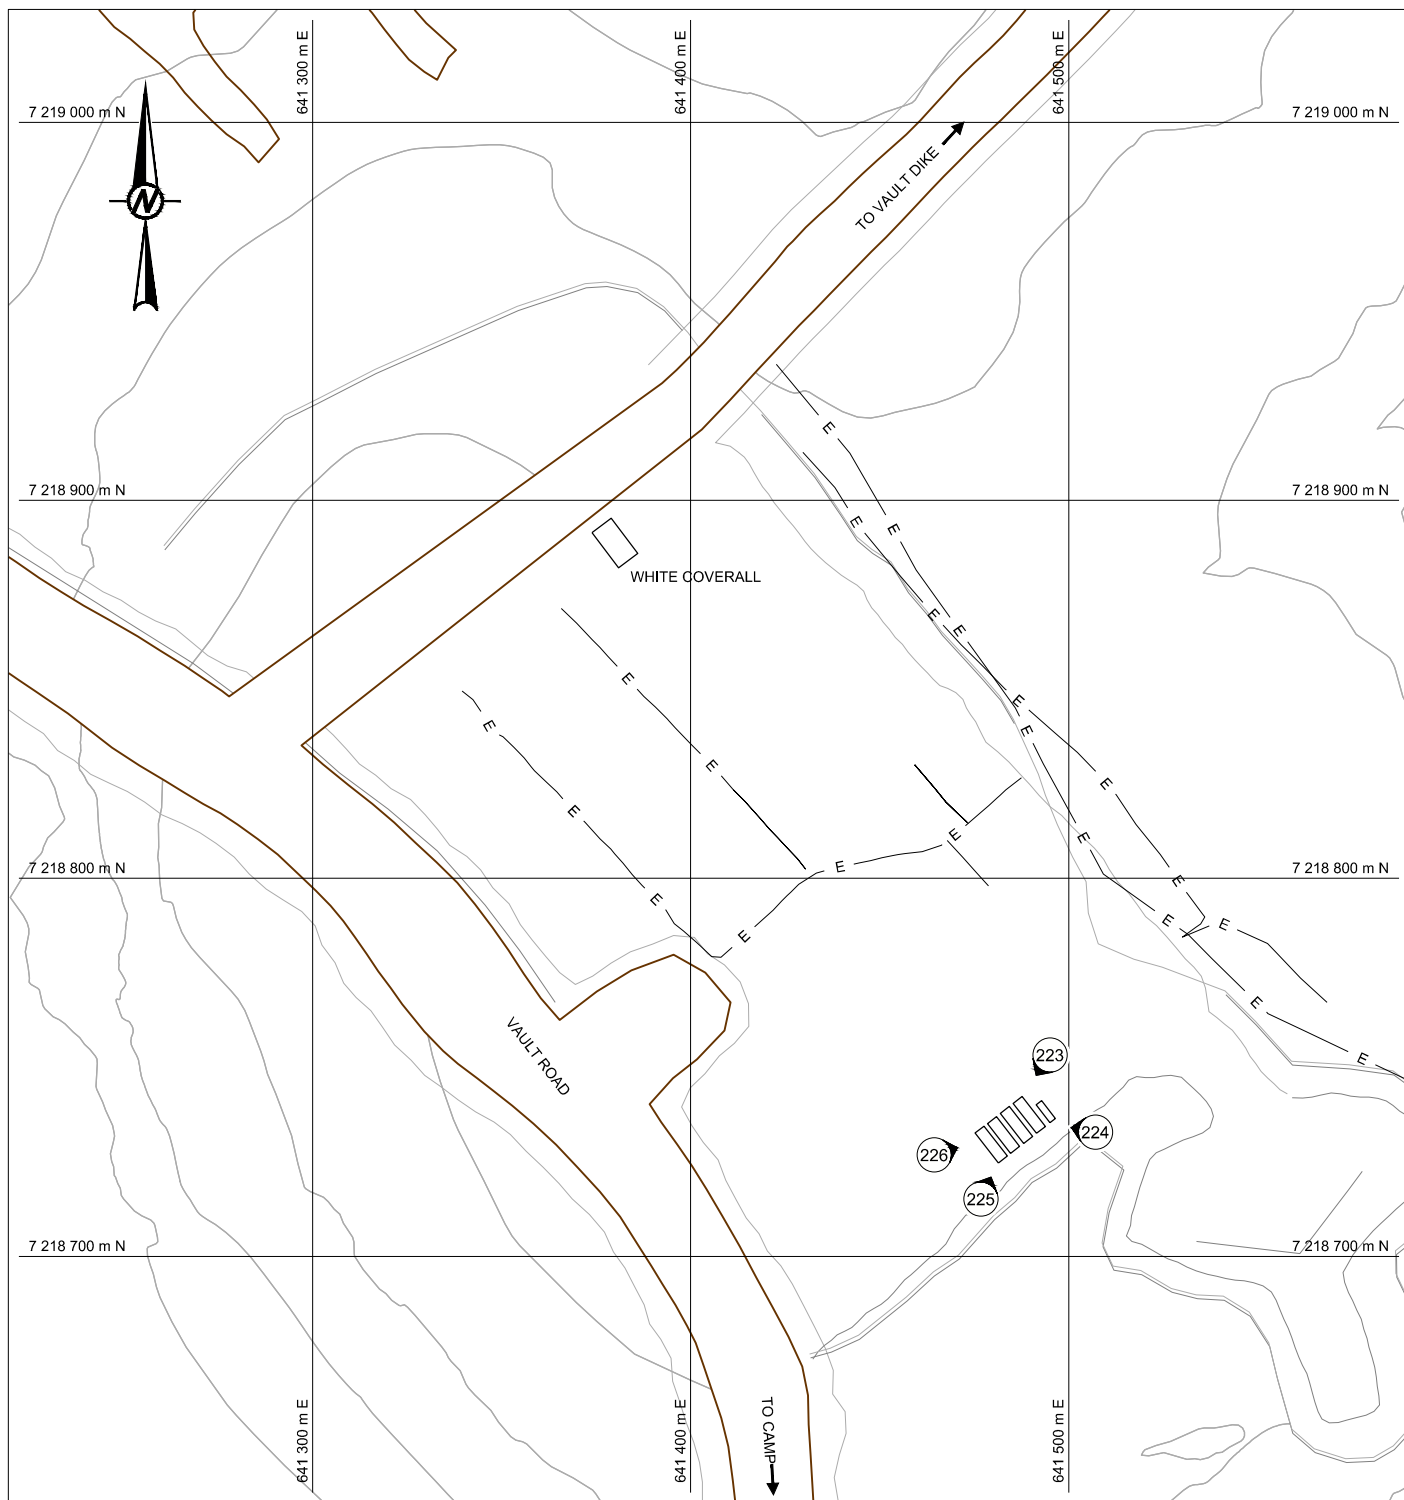 641 300 m E
641 400 m E
641 500 m E
7 219 000 m N
7 219 000 m N
TO VAULT DIKE
N
E
7 218 900 m N
7 218 900 m N
E
E
WHITE COVERALL
E
E
E
E
E
E
E
E
E
E
E
E
7 218 800 m N
7 218 800 m N
E
E
E
E
E
E
VAULT ROAD
E
223
224
226
225
7 218 700 m N
7 218 700 m N
641 300 m E
641 400 m E
TO CAMP
641 500 m E